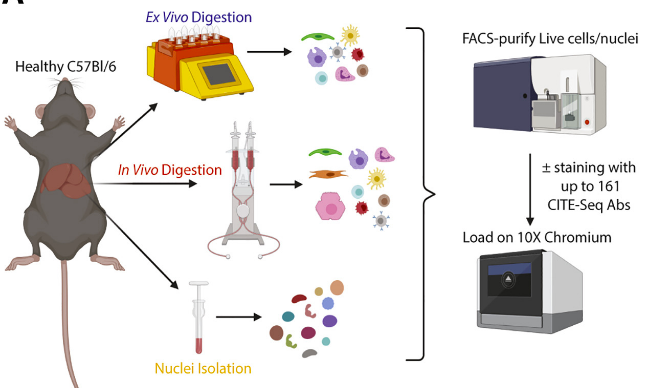 A
Ex Vivo Digestion
Healthy C57Bl/6
In Vivo Digestion
Nuclei Isolation
FACS-purify Live cells/nuclei
± staining with
up to 161
CITE-Seq Abs
Load on 10X Chromium